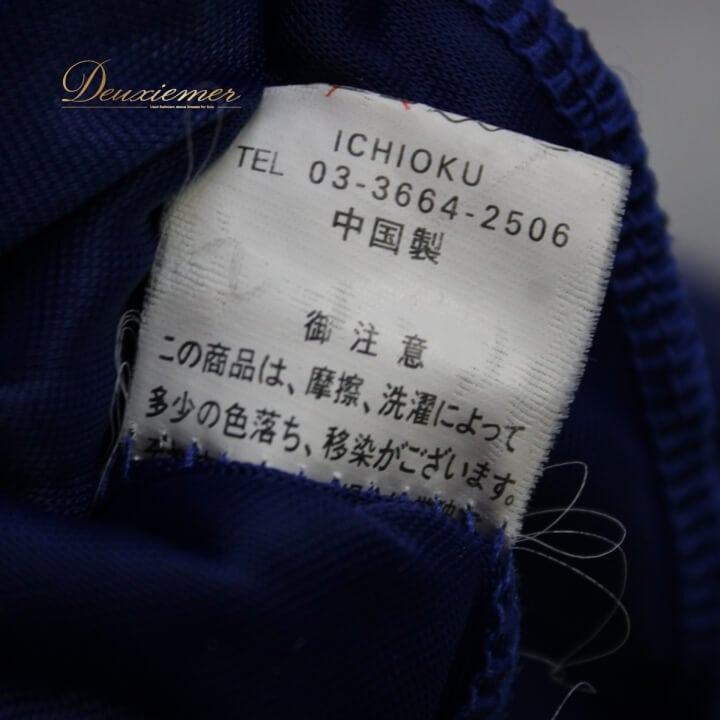 Deuxiemer
ICHIOKU
TEL 03-3664-2506
中国製
御注意
この商品は、摩擦、洗濯によって
多少の色落ち、移染がございます。